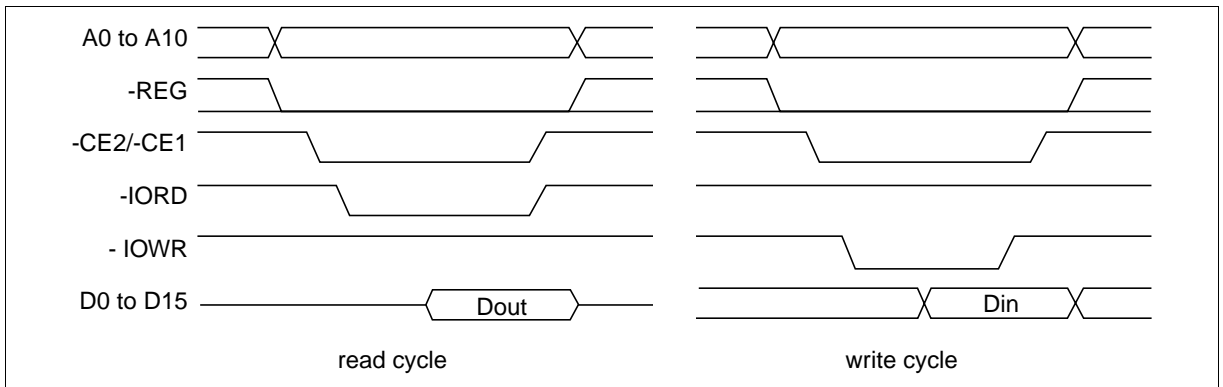 A0 to A10
-REG
-CE2/-CE1
-IORD
- IOWR
D0 to D15
Dout
Din
read cycle
write cycle